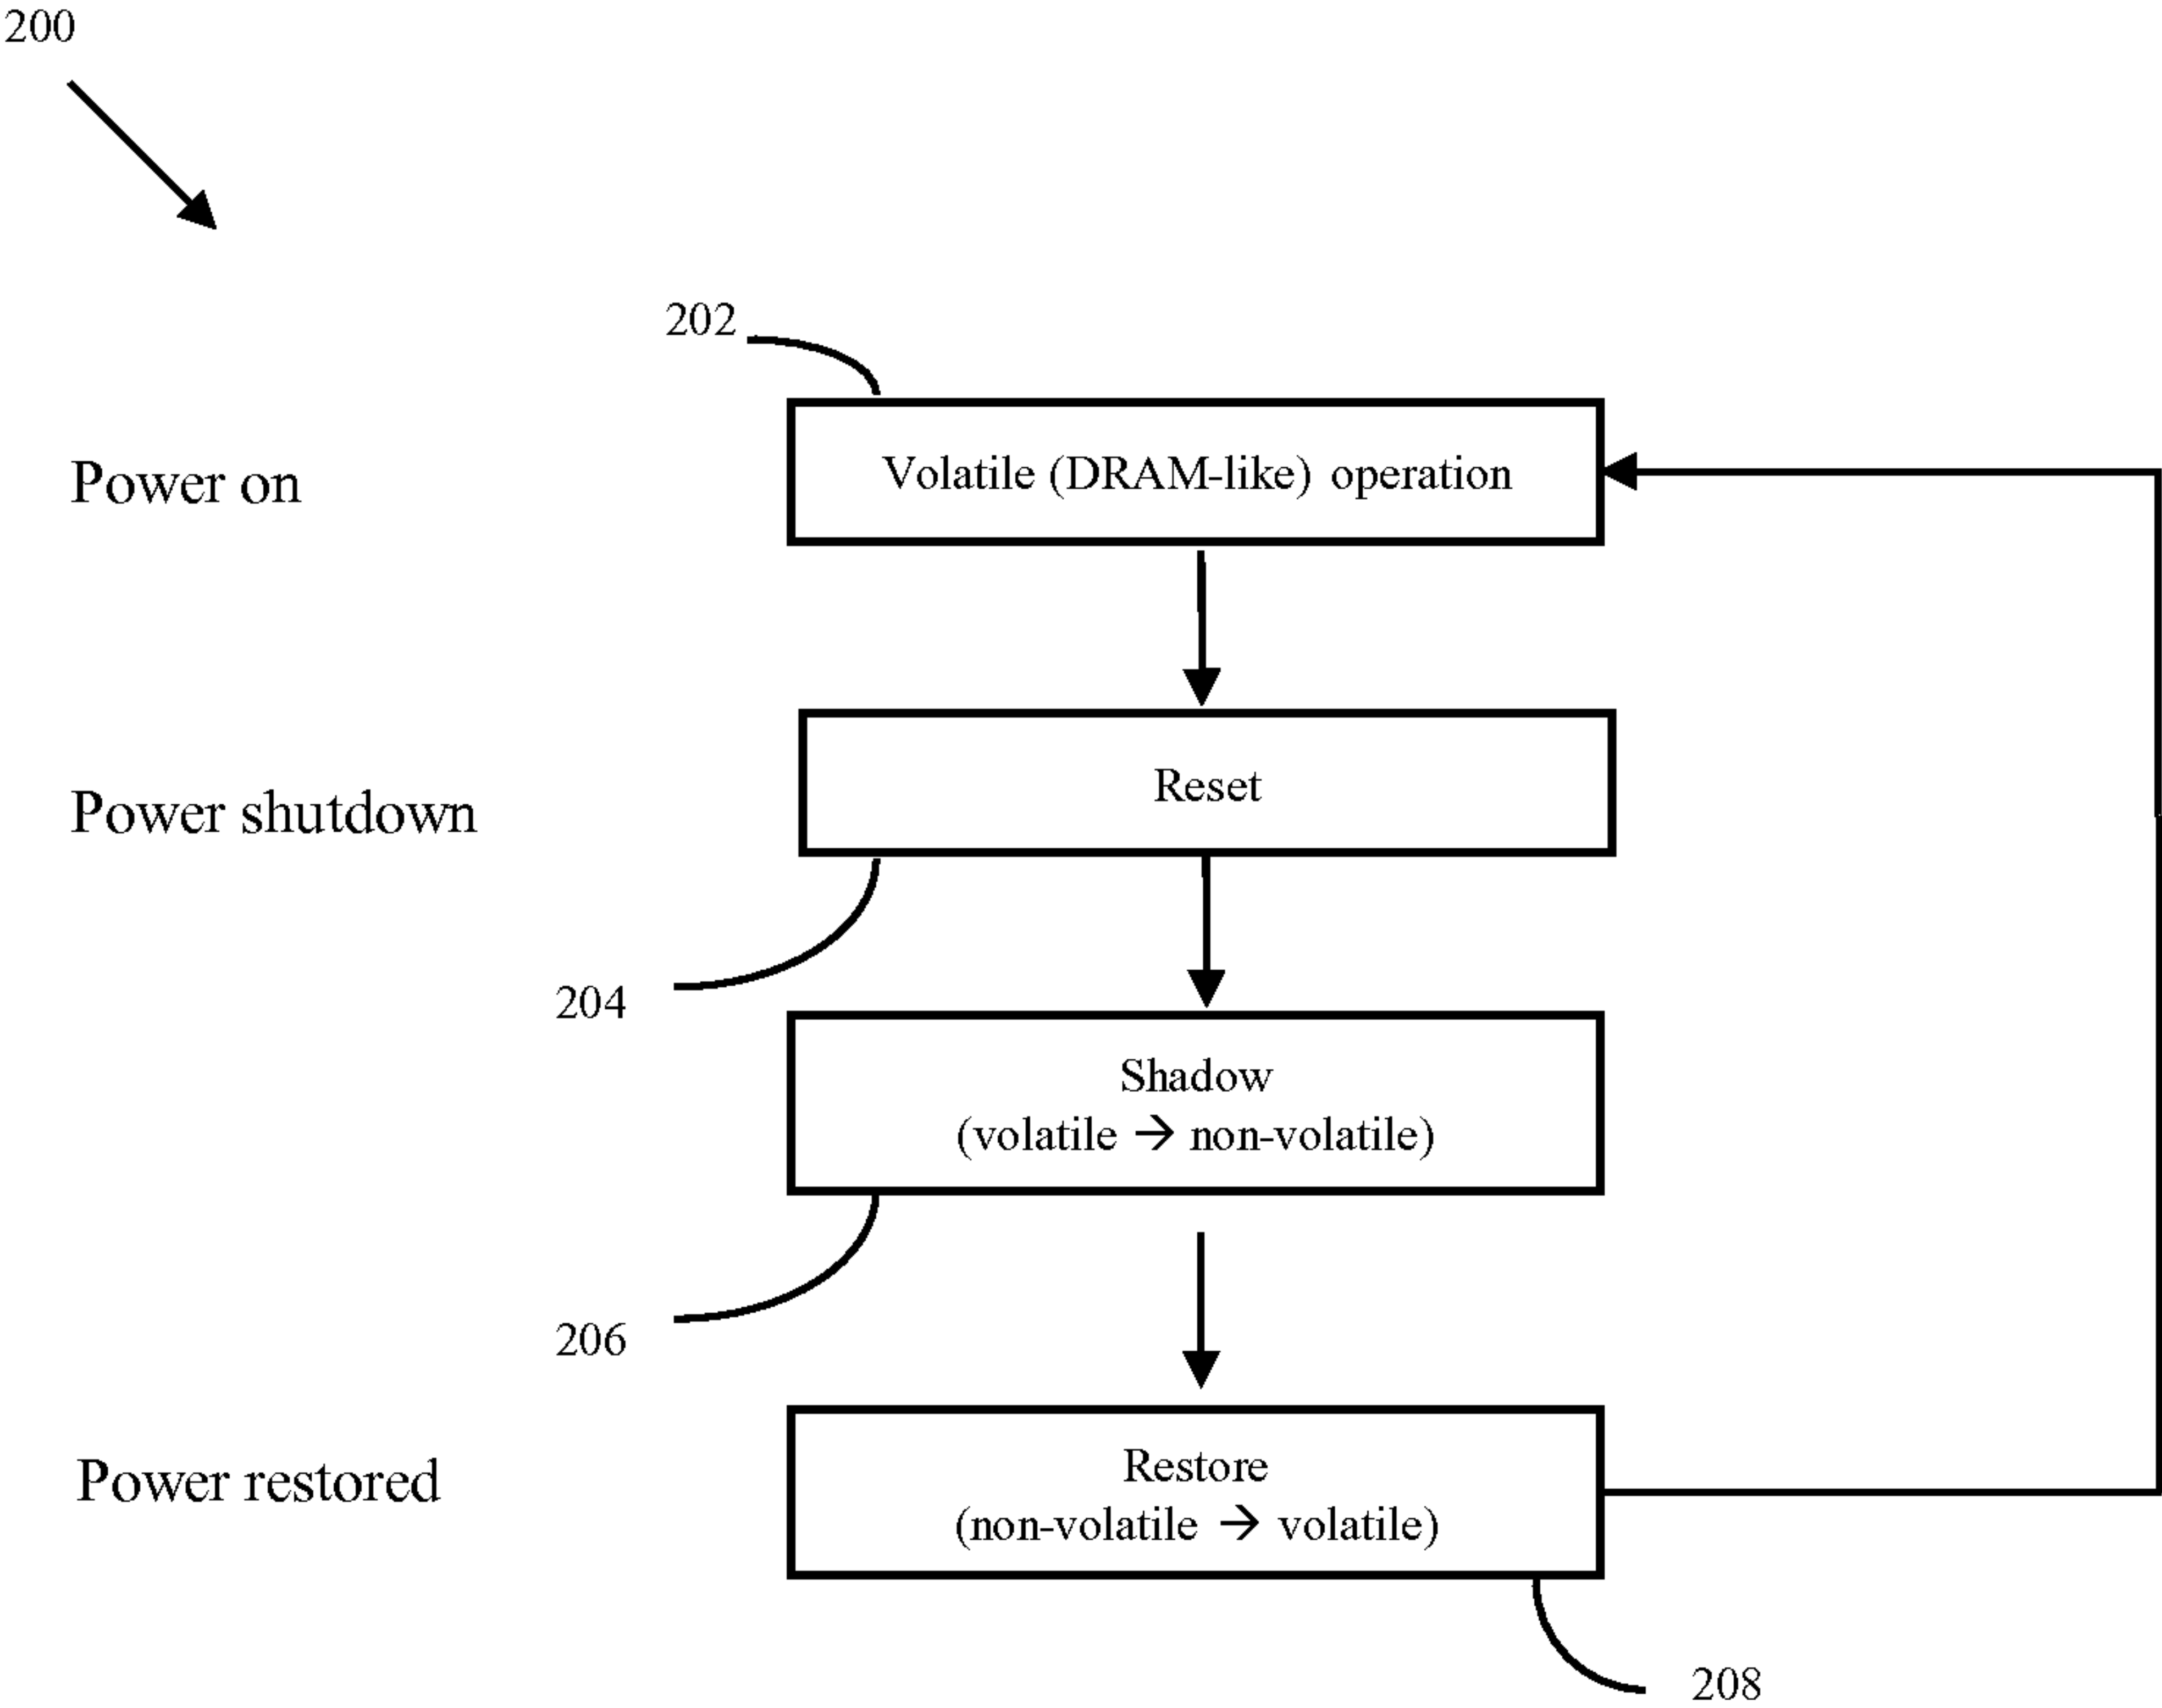 200
202
Power on
Volatile (DRAM-like) operation
Power shutdown
Reset
204
Shadow
(volatile → non-volatile)
206
Power restored
Restore
(non-volatile → volatile)
208